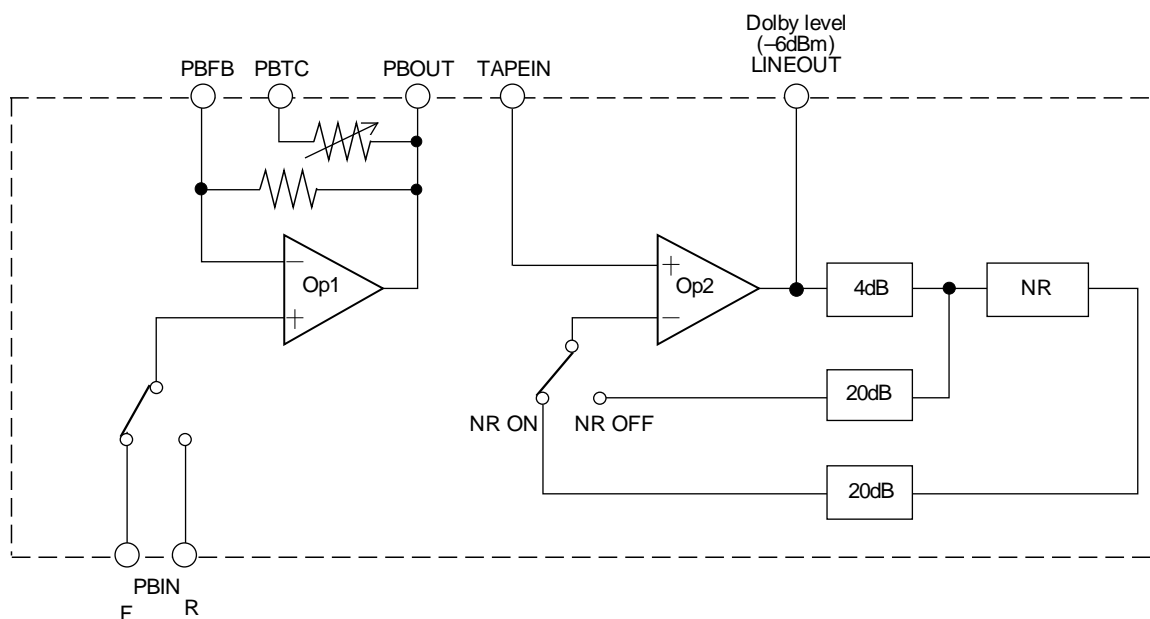 Dolby level
(–6dBm)
PBFB PBTC PBOUT TAPEIN LINEOUT
Op1 Op2 4dB NR
NR ON NR OFF 20dB
20dB
PBIN
F R